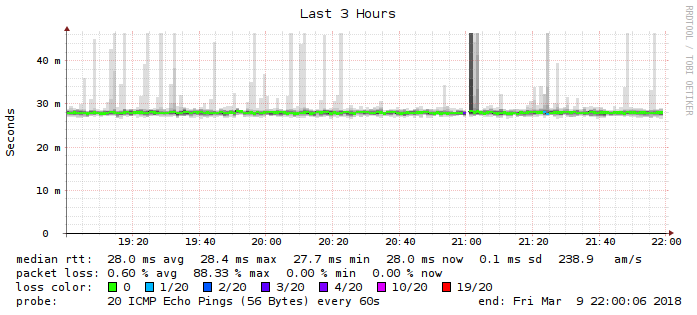 Last 3 Hours
RRDTOOL / TOBI OETIKER
Seconds
40 m
30 m
20 m
10 m
0
19:20 19:40 20:00 20:20 20:40 21:00 21:20 21:40 22:00
median rtt: 28.0 ms avg 28.4 ms max 27.7 ms min 28.0 ms now 0.1 ms sd 238.9 am/s
packet loss: 0.60 % avg 88.33 % max 0.00 % min 0.00 % now
loss color: 0 1/20 2/20 3/20 4/20 10/20 19/20
probe: 20 ICMP Echo Pings (56 Bytes) every 60s end: Fri Mar 9 22:00:06 2018